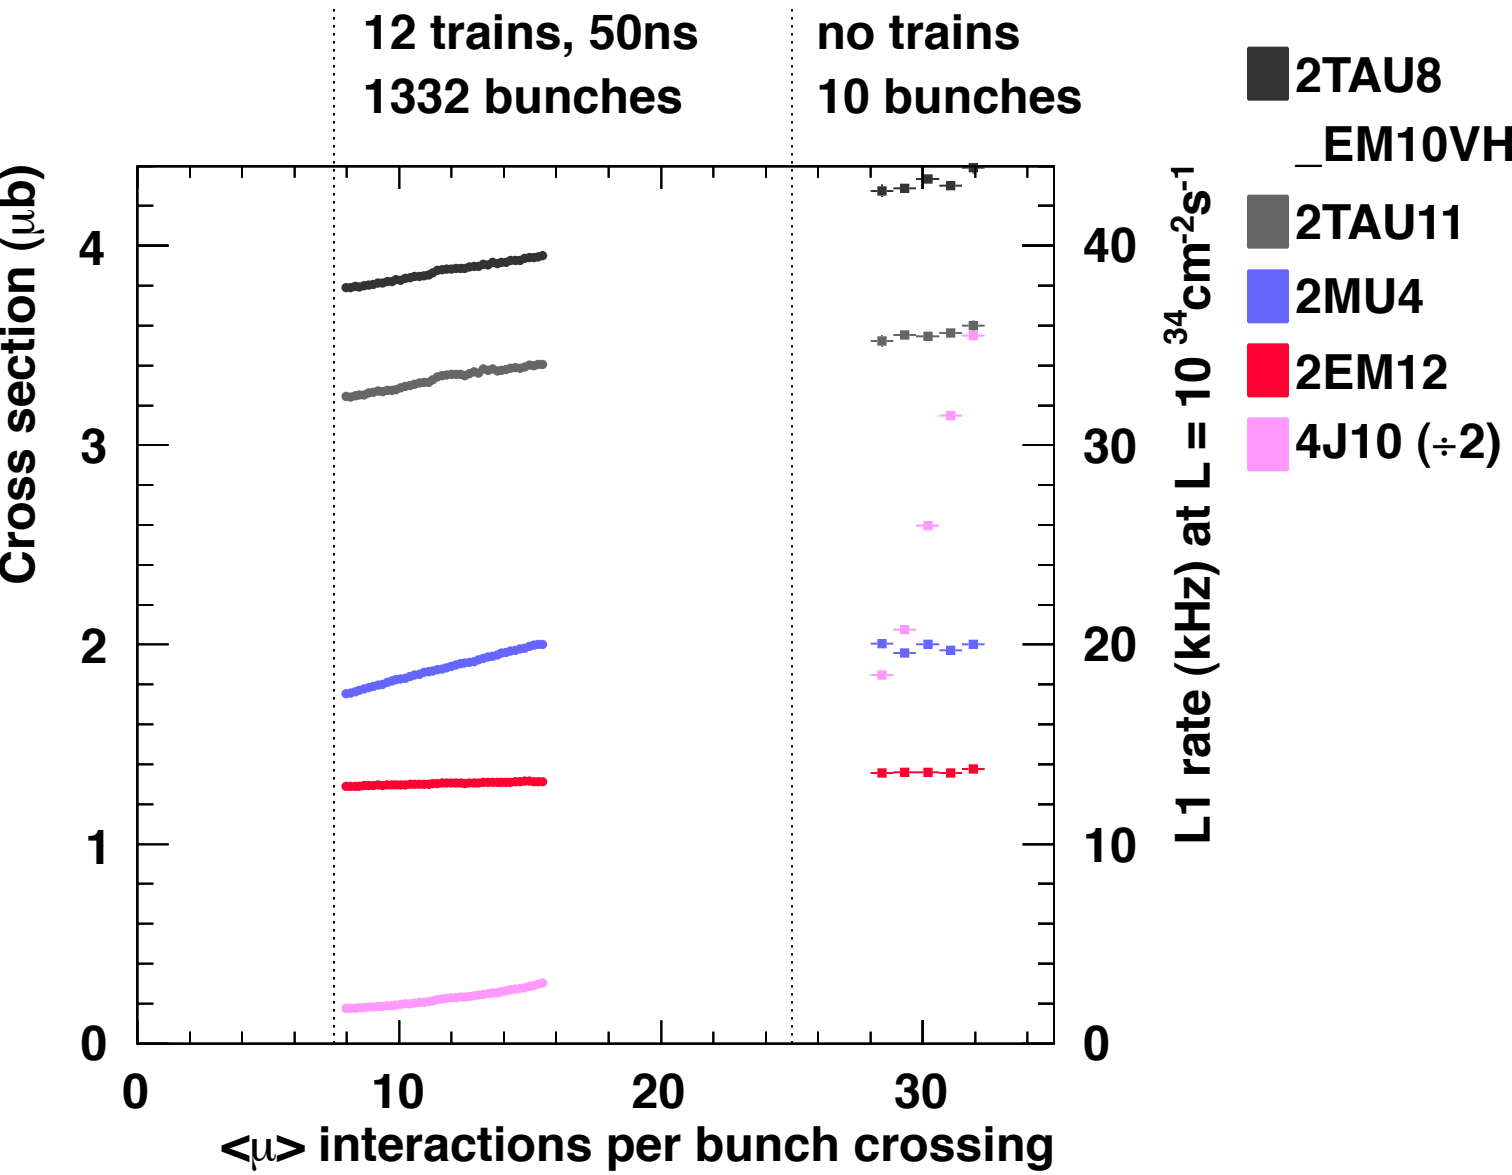 12 trains, 50ns
1332 bunches
no trains
10 bunches
2TAU8
_EM10VH
2TAU11
2MU4
2EM12
4J10 (÷2)
Cross section (μb)
4
3
2
1
0
40
30
20
10
0
L1 rate (kHz) at L = 10³⁴cm⁻²s⁻¹
0
10
20
30
<μ> interactions per bunch crossing